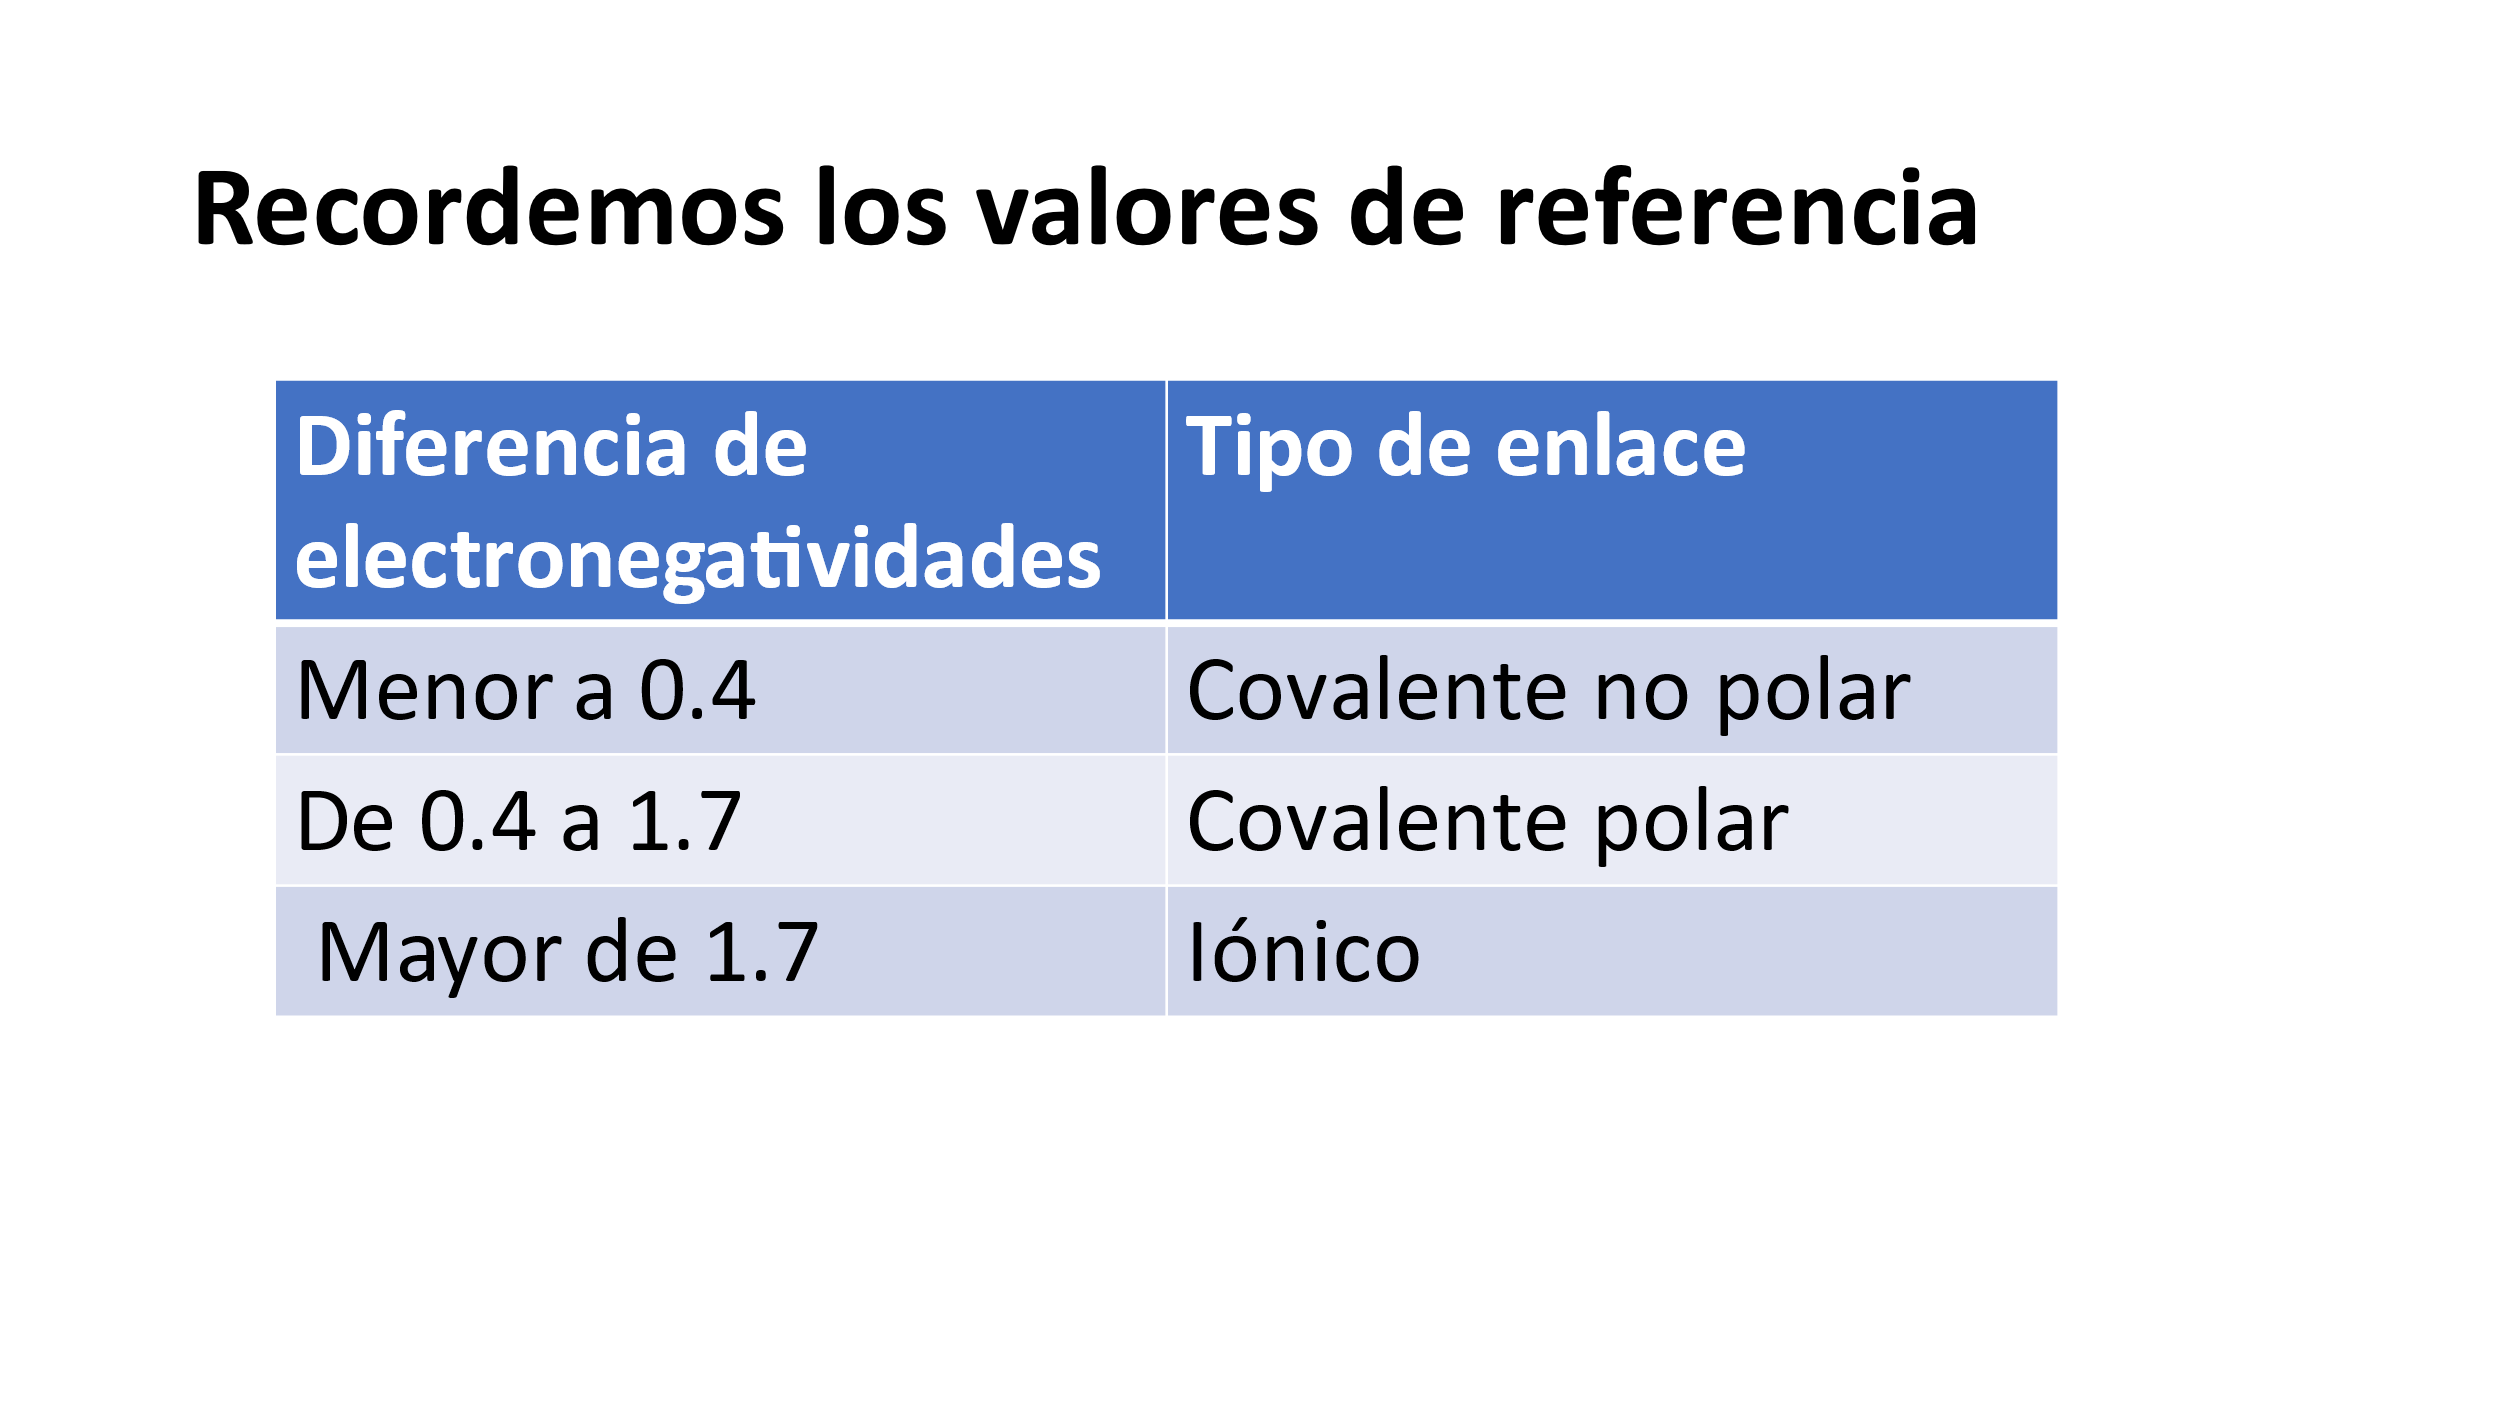 Recordemos los valores de referencia
Diferencia de
electronegatividades
Tipo de enlace
Menor a 0.4
Covalente no polar
De 0.4 a 1.7
Covalente polar
Mayor de 1.7
Iónico